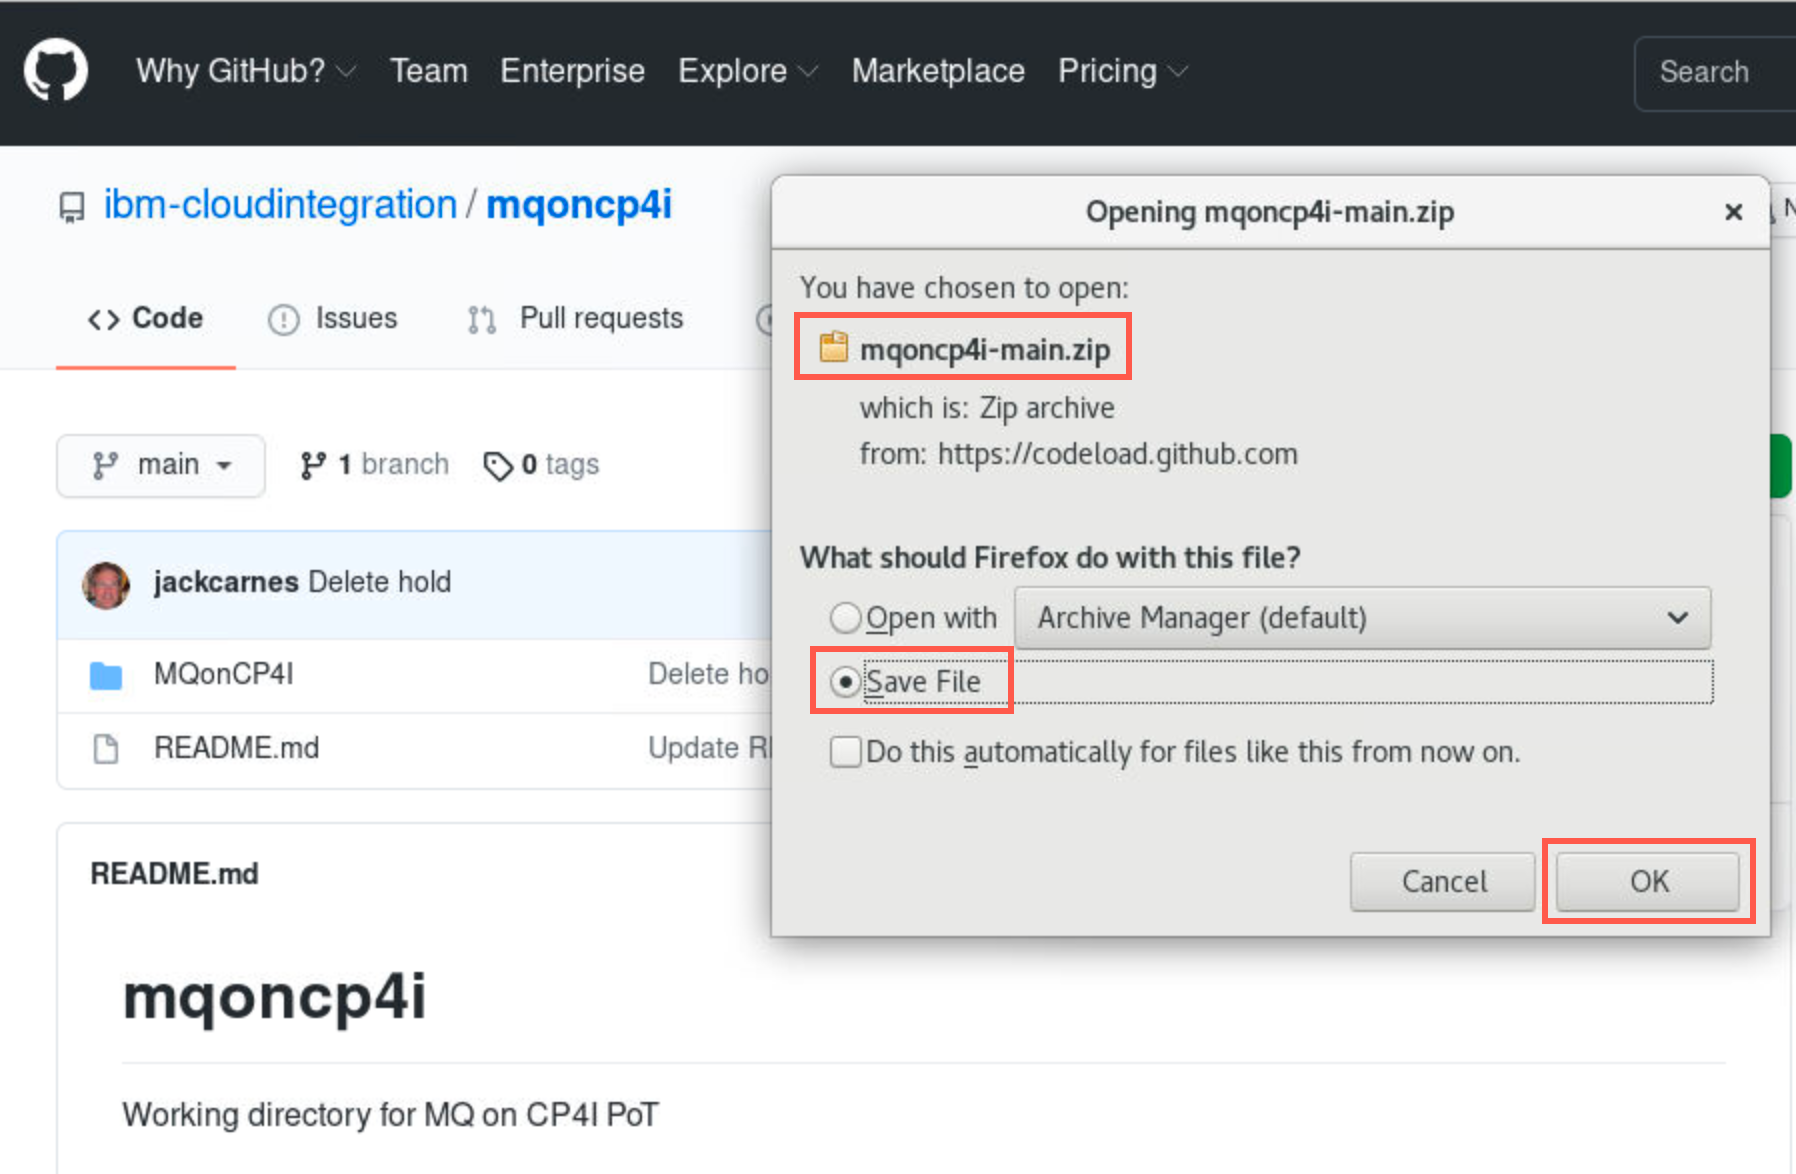 Why GitHub? Team Enterprise Explore Marketplace Pricing Search
ibm-cloudintegration / mqoncp4i
Code Issues Pull requests
main 1 branch 0 tags
jackcarnes Delete hold
MQonCP4I Delete ho
README.md Update
README.md
mqoncp4i
Working directory for MQ on CP4I PoT
Opening mqoncp4i-main.zip
You have chosen to open:
mqoncp4i-main.zip
which is: Zip archive
from: https://codeload.github.com
What should Firefox do with this file?
Open with Archive Manager (default)
Save File
Do this automatically for files like this from now on.
Cancel OK